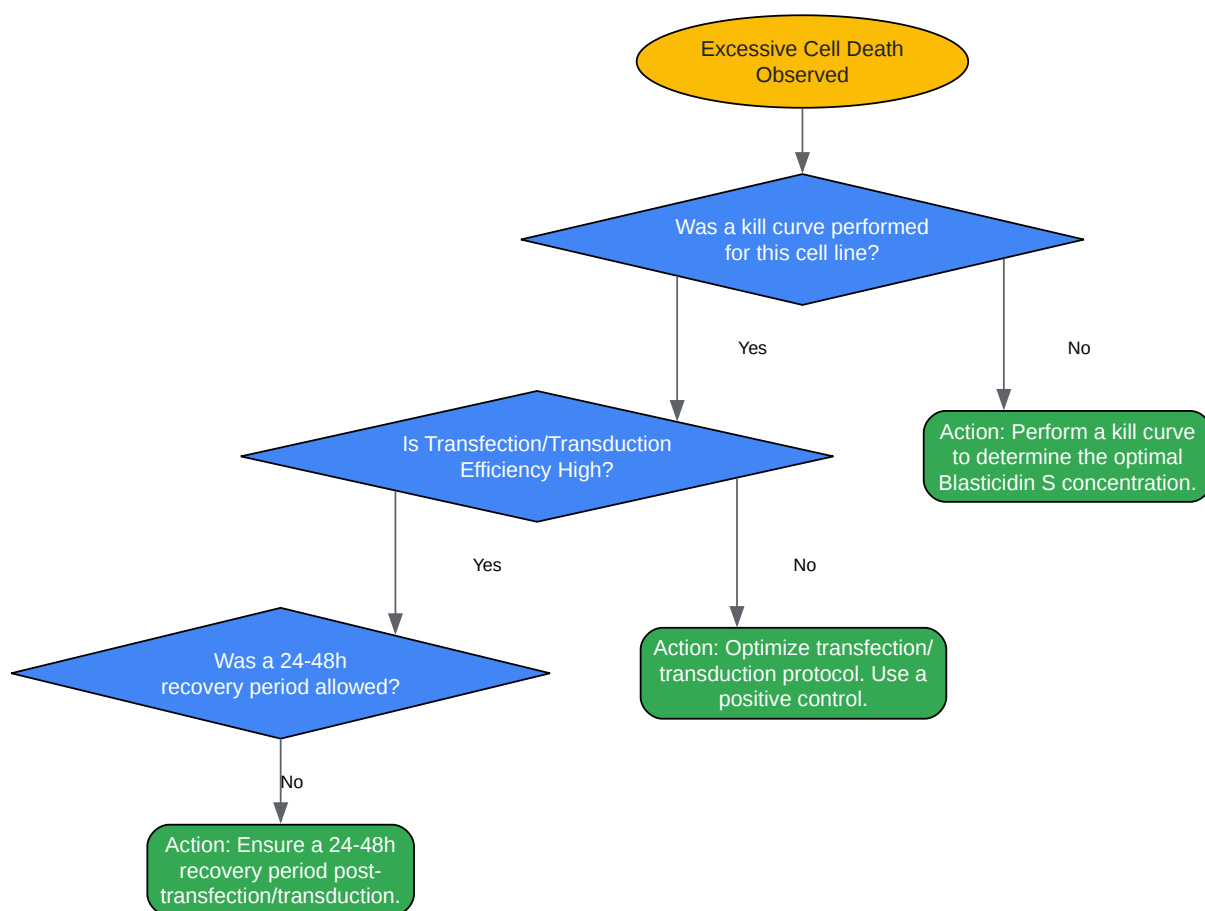 Excessive Cell Death
Observed
Was a kill curve performed
for this cell line?
Yes
No
Action: Perform a kill curve
to determine the optimal
Blasticidin S concentration.
Is Transfection/Transduction
Efficiency High?
Yes
No
Action: Optimize transfection/
transduction protocol. Use a
positive control.
Was a 24-48h
recovery period allowed?
No
Action: Ensure a 24-48h
recovery period post-
transfection/transduction.